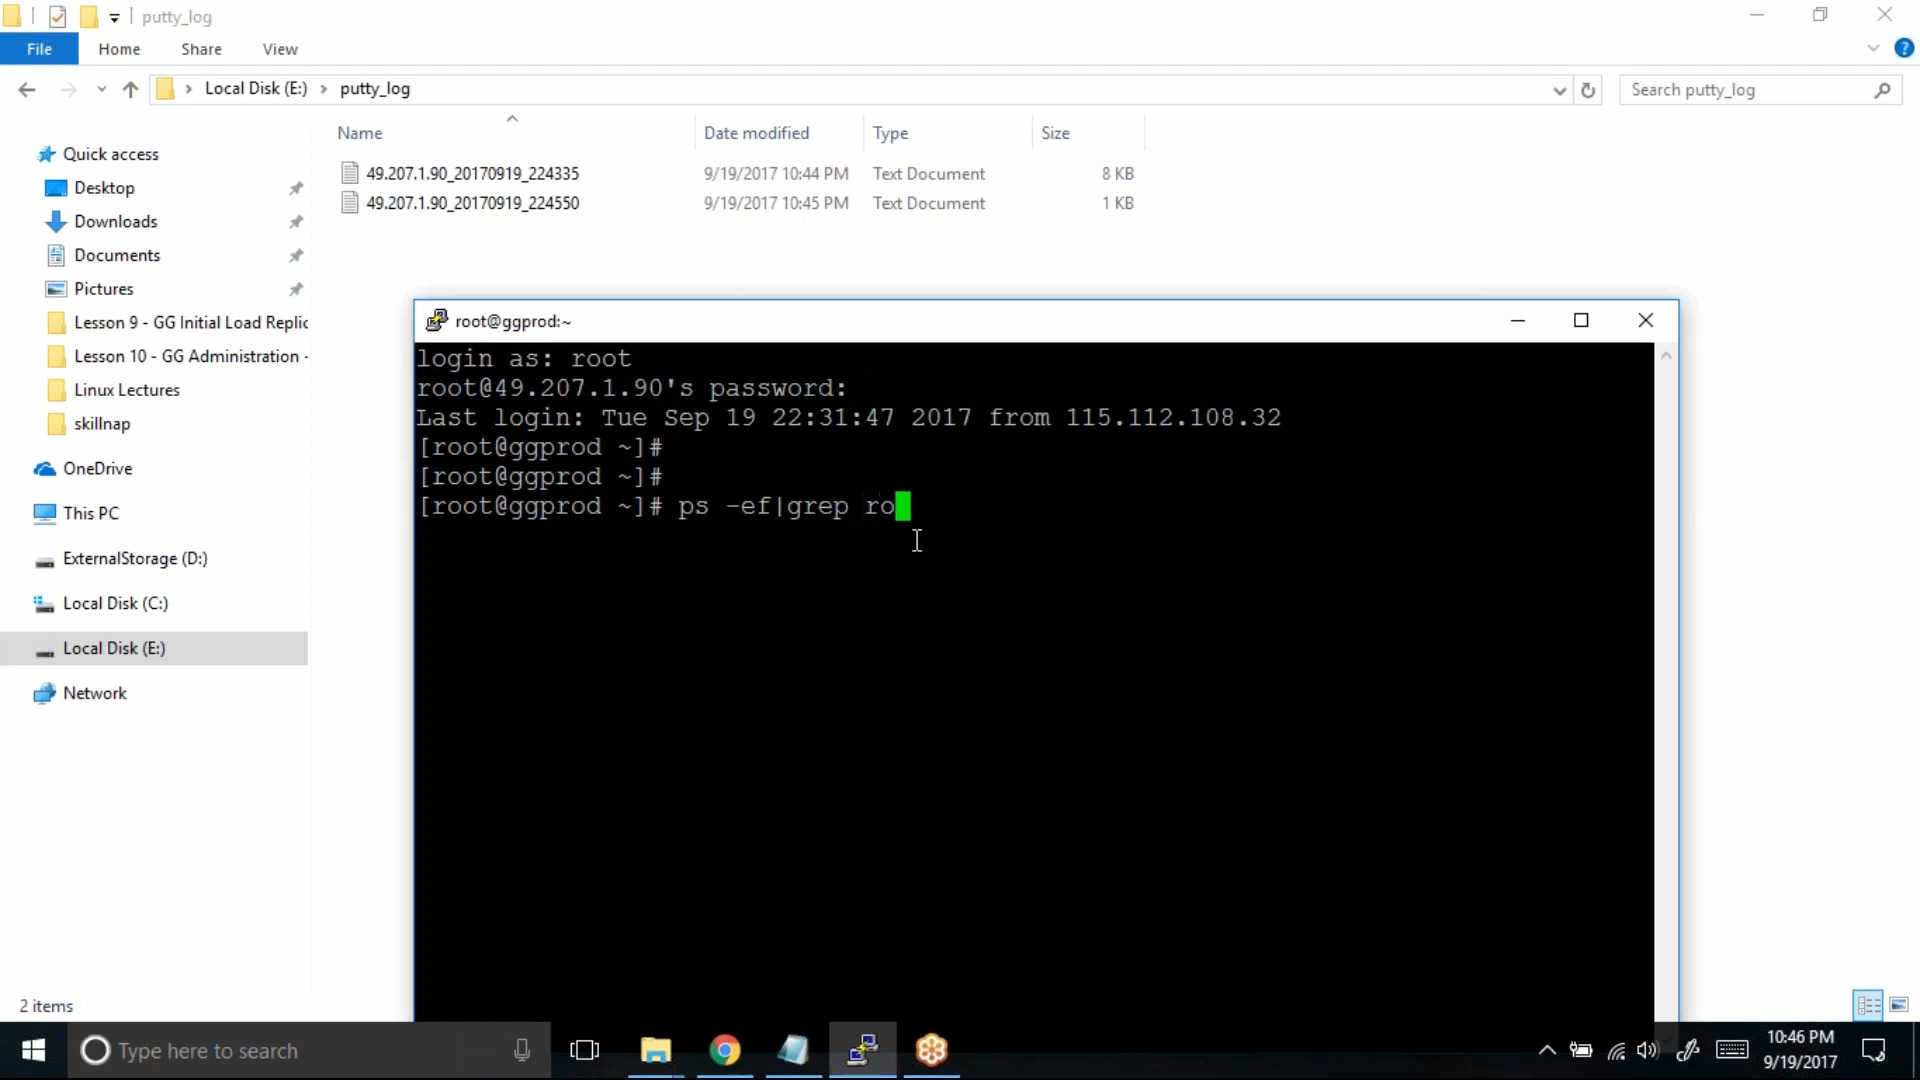 putty_log
File Home Share View
Local Disk (E:) putty_log
Search putty_log
Name Date modified Type Size
49.207.1.90_20170919_224335 9/19/2017 10:44 PM Text Document 8 KB
49.207.1.90_20170919_224550 9/19/2017 10:45 PM Text Document 1 KB
Quick access
Desktop
Downloads
Documents
Pictures
Lesson 9 - GG Initial Load Replic
Lesson 10 - GG Administration -
Linux Lectures
skillnap
OneDrive
This PC
ExternalStorage (D:)
Local Disk (C:)
Local Disk (E:)
Network
2 items
root@ggprod:~
login as: root
root@49.207.1.90's password:
Last login: Tue Sep 19 22:31:47 2017 from 115.112.108.32
[root@ggprod ~]#
[root@ggprod ~]#
[root@ggprod ~]# ps -ef|grep ro
Type here to search
10:46 PM
9/19/2017